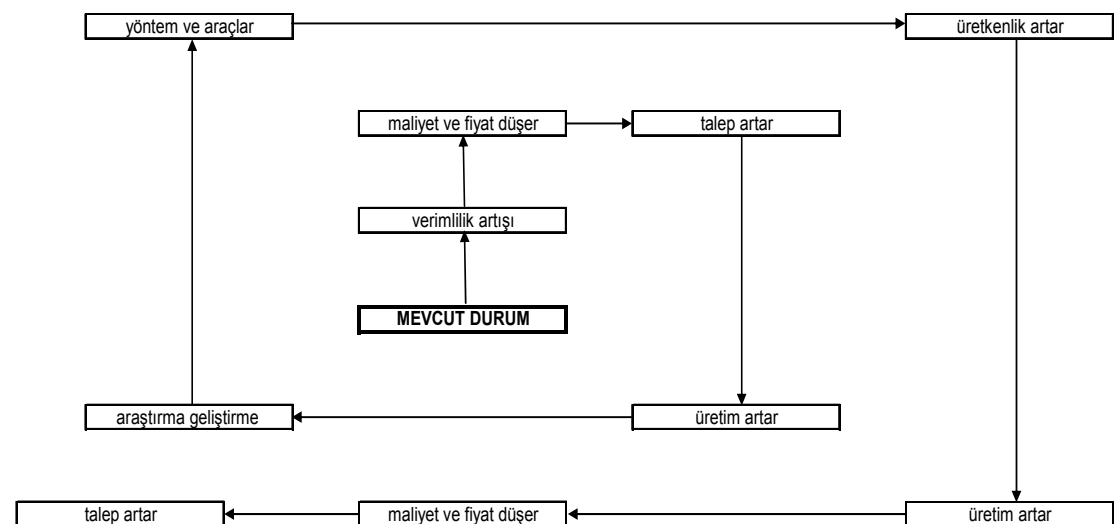 yöntem ve araçlar
üretkenlik artar
maliyet ve fiyat düşer
talep artar
verimlilik artışı
MEVCUT DURUM
araştırma geliştirme
üretim artar
talep artar
maliyet ve fiyat düşer
üretim artar